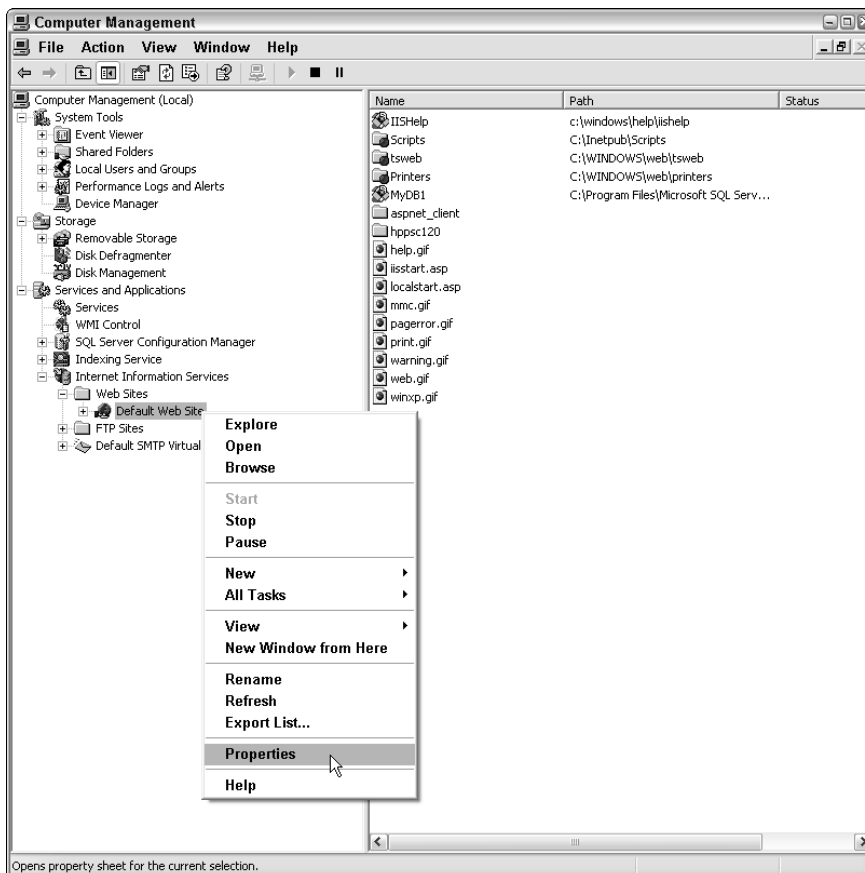 Computer Management
File Action View Window Help
Computer Management (Local)
System Tools
Event Viewer
Shared Folders
Local Users and Groups
Performance Logs and Alerts
Device Manager
Storage
Removable Storage
Disk Defragmenter
Disk Management
Services and Applications
Services
WMI Control
SQL Server Configuration Manager
Indexing Service
Internet Information Services
Web Sites
Default Web Site
FTP Sites
Default SMTP Virtual
Name Path Status
IISHelp c:\windows\help\iishelp
Scripts C:\Inetpub\Scripts
tsweb C:\WINDOWS\web\tsweb
Printers C:\WINDOWS\web\printers
MyDB1 C:\Program Files\Microsoft SQL Serv...
aspnet_client
hppsc120
help.gif
iisstart.asp
localstart.asp
mmc.gif
pagerror.gif
print.gif
warning.gif
web.gif
winxp.gif
Explore
Open
Browse
Start
Stop
Pause
New
All Tasks
View
New Window from Here
Rename
Refresh
Export List...
Properties
Help
Opens property sheet for the current selection.